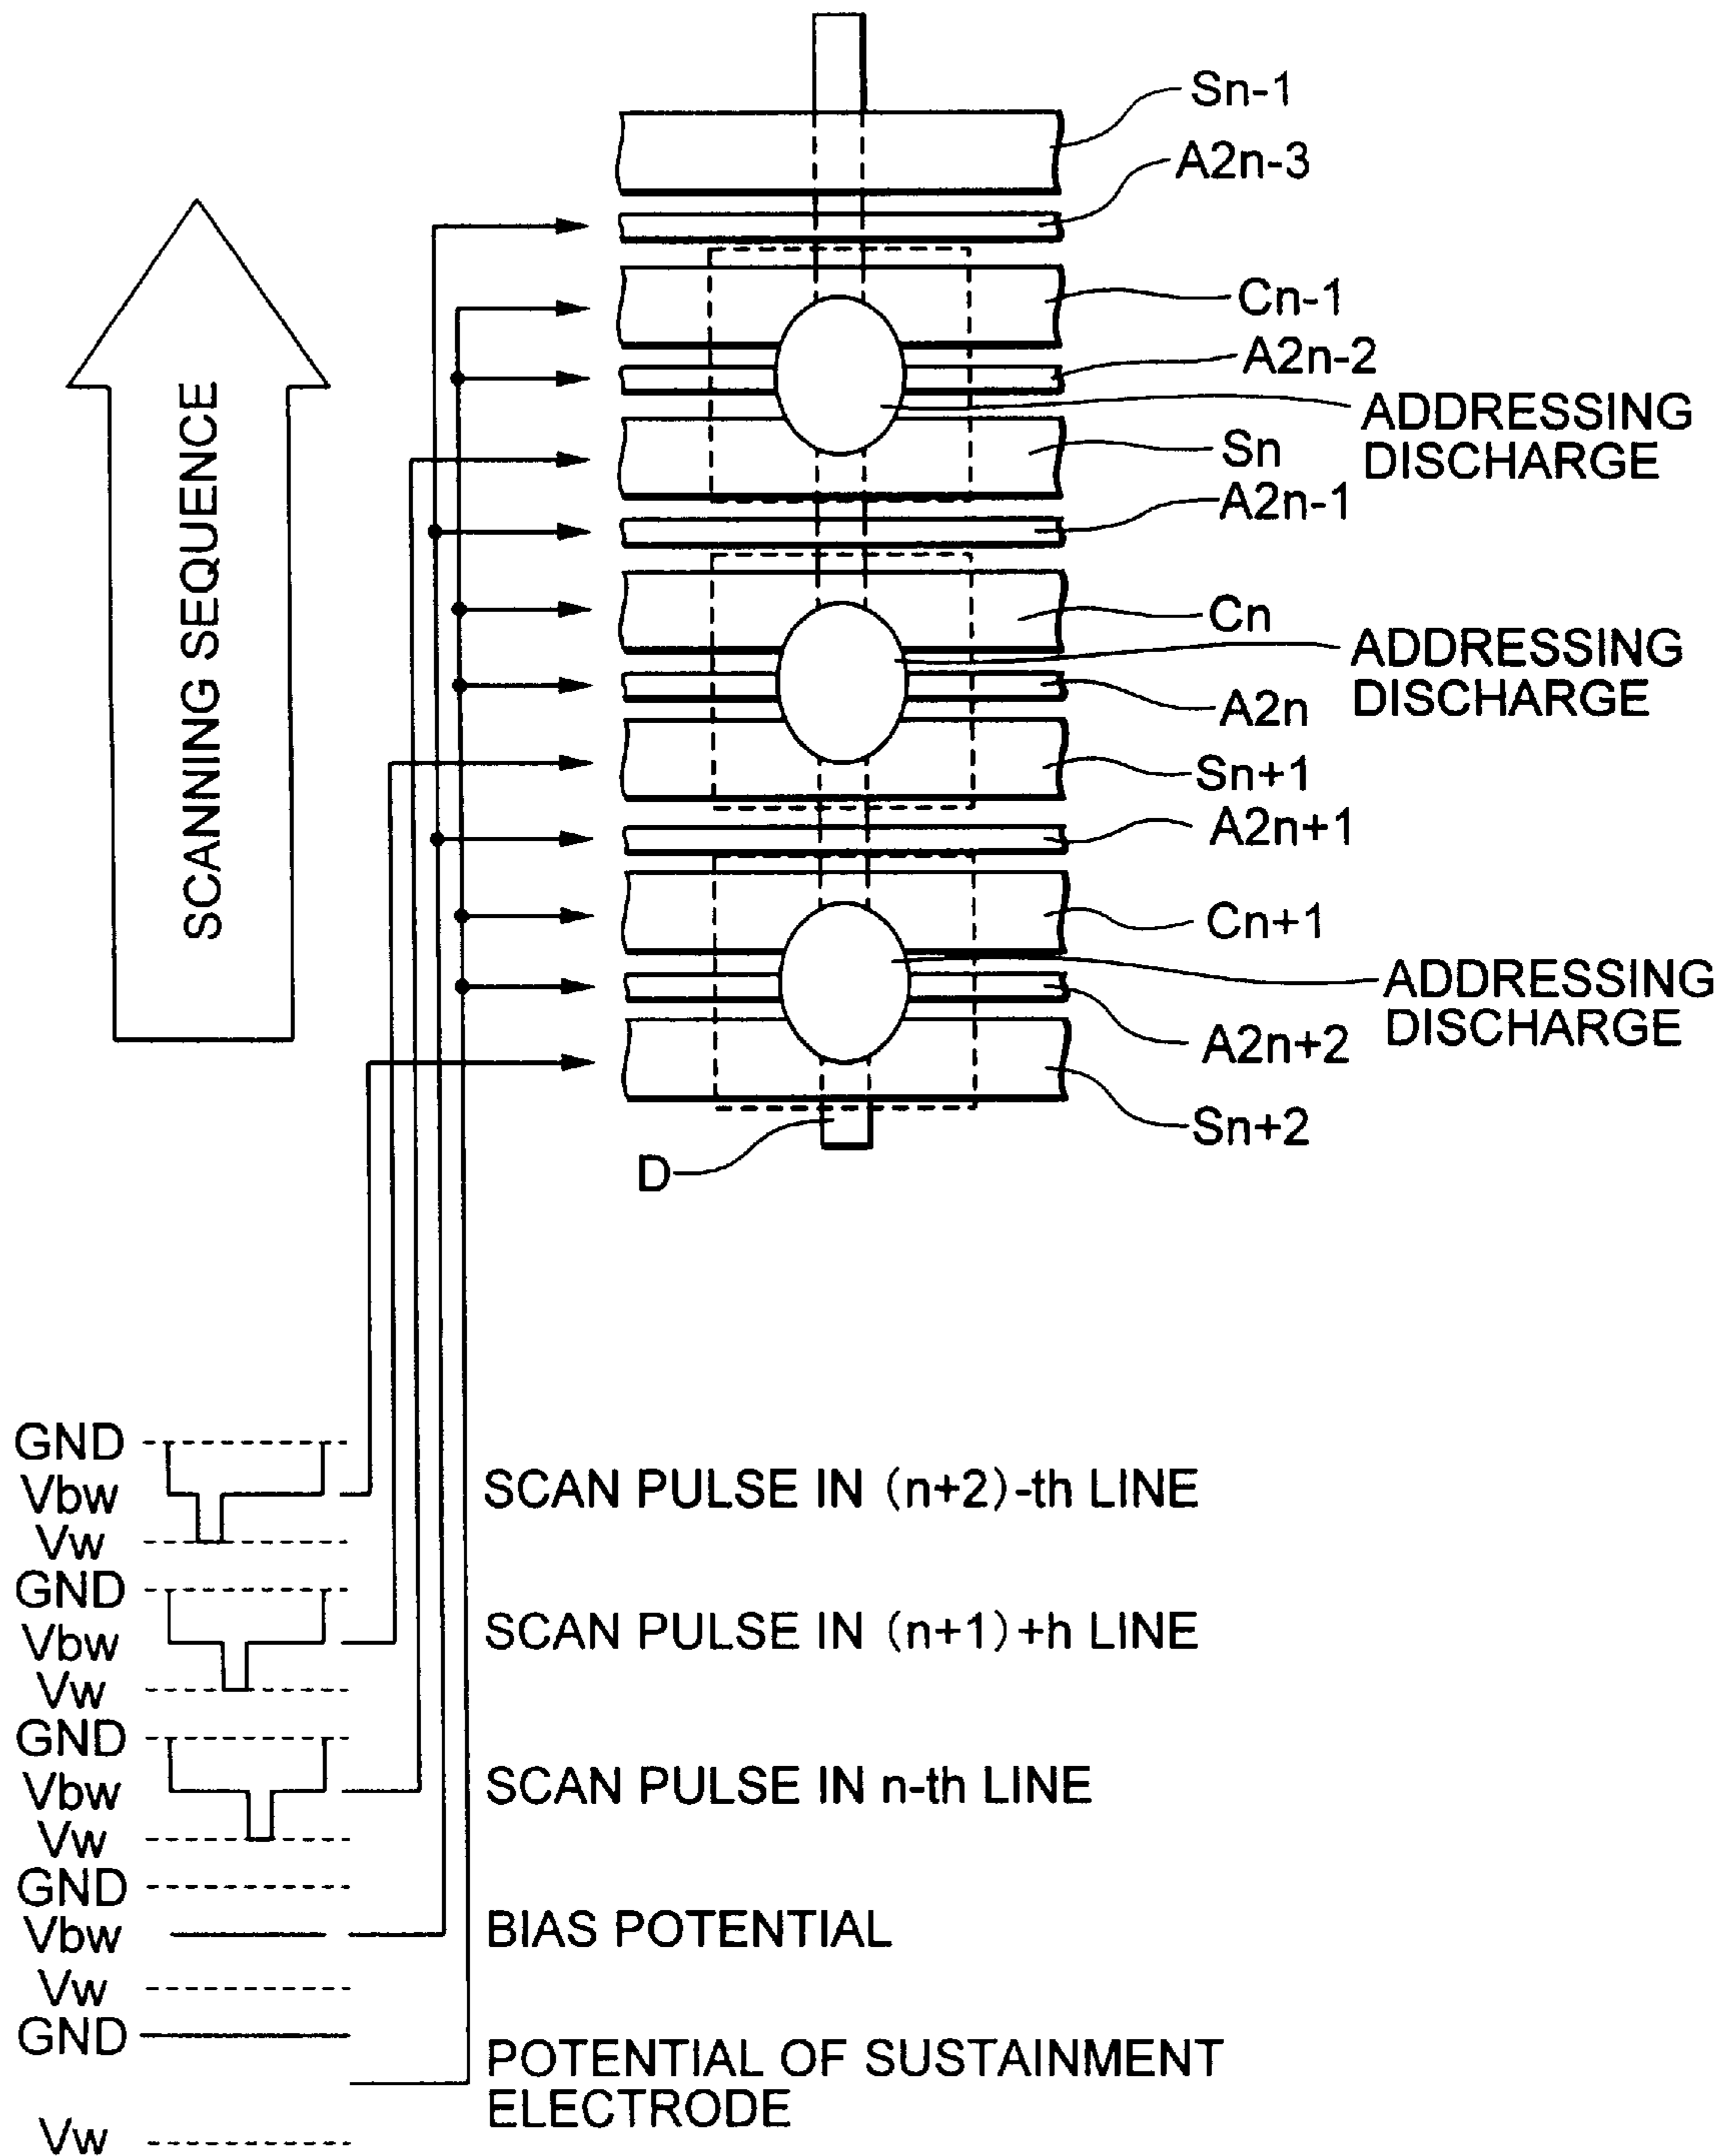 Sn-1
A2n-3
Cn-1
A2n-2
ADDRESSING
DISCHARGE
Sn
A2n-1
Cn
ADDRESSING
DISCHARGE
A2n
Sn+1
A2n+1
Cn+1
ADDRESSING
DISCHARGE
A2n+2
Sn+2
D
SCANNING SEQUENCE
GND
Vbw
Vw
SCAN PULSE IN (n+2)-th LINE
GND
Vbw
Vw
SCAN PULSE IN (n+1)+h LINE
GND
Vbw
Vw
SCAN PULSE IN n-th LINE
GND
Vbw
Vw
BIAS POTENTIAL
GND
Vw
POTENTIAL OF SUSTAINMENT
ELECTRODE